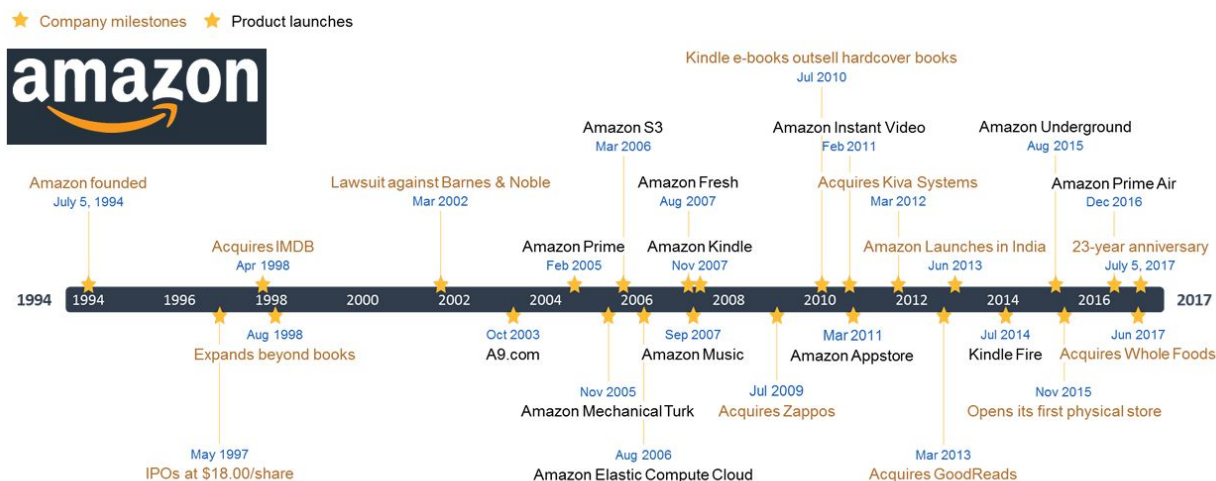 Company milestones
Product launches
amazon
Kindle e-books outsell hardcover books
Jul 2010
Amazon S3
Mar 2006
Amazon Instant Video
Feb 2011
Amazon Underground
Aug 2015
Amazon founded
July 5, 1994
Lawsuit against Barnes & Noble
Mar 2002
Amazon Fresh
Aug 2007
Acquires Kiva Systems
Mar 2012
Amazon Prime Air
Dec 2016
Acquires IMDB
Apr 1998
Amazon Prime
Feb 2005
Amazon Kindle
Nov 2007
Amazon Launches in India
Jun 2013
23-year anniversary
July 5, 2017
1994 1994 1996 1998 2000 2002 2004 2006 2008 2010 2012 2014 2016 2017
Aug 1998
Expands beyond books
Oct 2003
A9.com
Sep 2007
Amazon Music
Mar 2011
Amazon Appstore
Jul 2014
Kindle Fire
Jun 2017
Acquires Whole Foods
Nov 2005
Amazon Mechanical Turk
Jul 2009
Acquires Zappos
Nov 2015
Opens its first physical store
May 1997
IPOs at $18.00/share
Aug 2006
Amazon Elastic Compute Cloud
Mar 2013
Acquires GoodReads